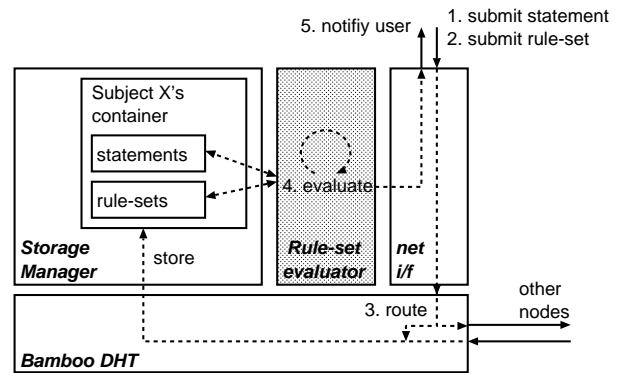 5. notifiy user
1. submit statement
2. submit rule-set
Subject X's
container
statements
rule-sets
4. evaluate
Storage
Manager
store
Rule-set
evaluator
net
i/f
3. route
other
nodes
Bamboo DHT